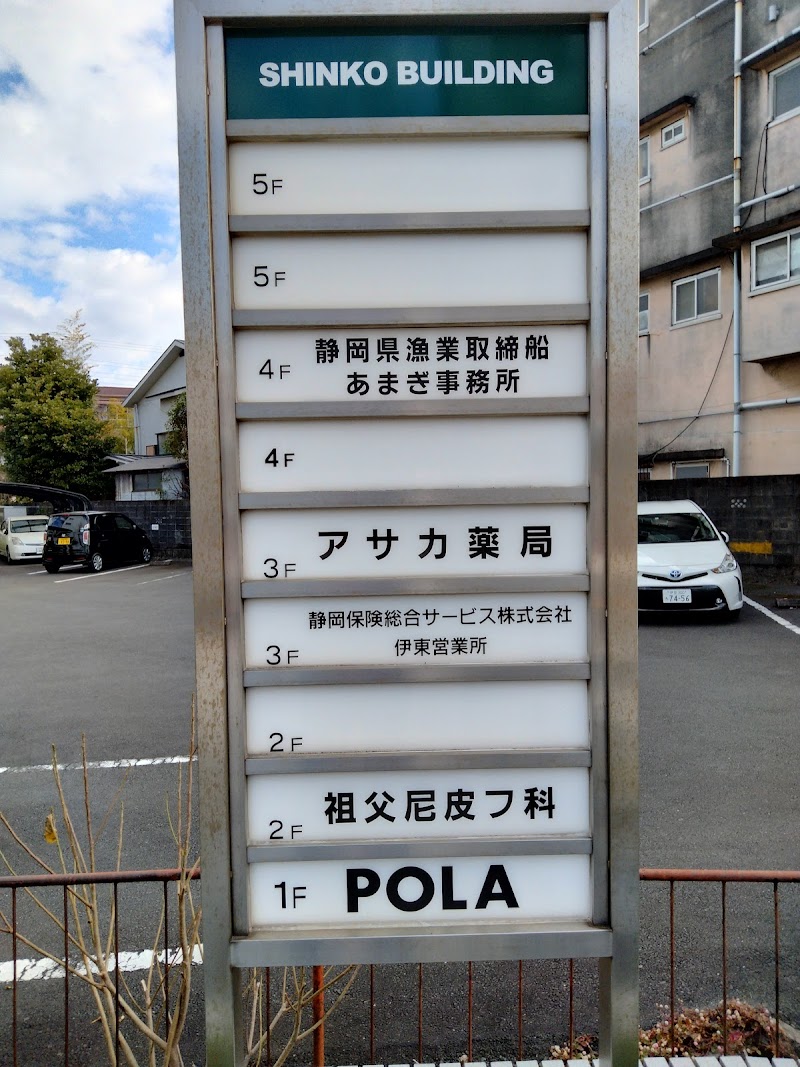 SHINKO BUILDING
5F
5F
4F 静岡県漁業取締船
あまぎ事務所
4F
3F アサカ薬局
静岡保険総合サービス株式会社
3F 伊東営業所
2F
2F 祖父尼皮フ科
1F POLA
74-56